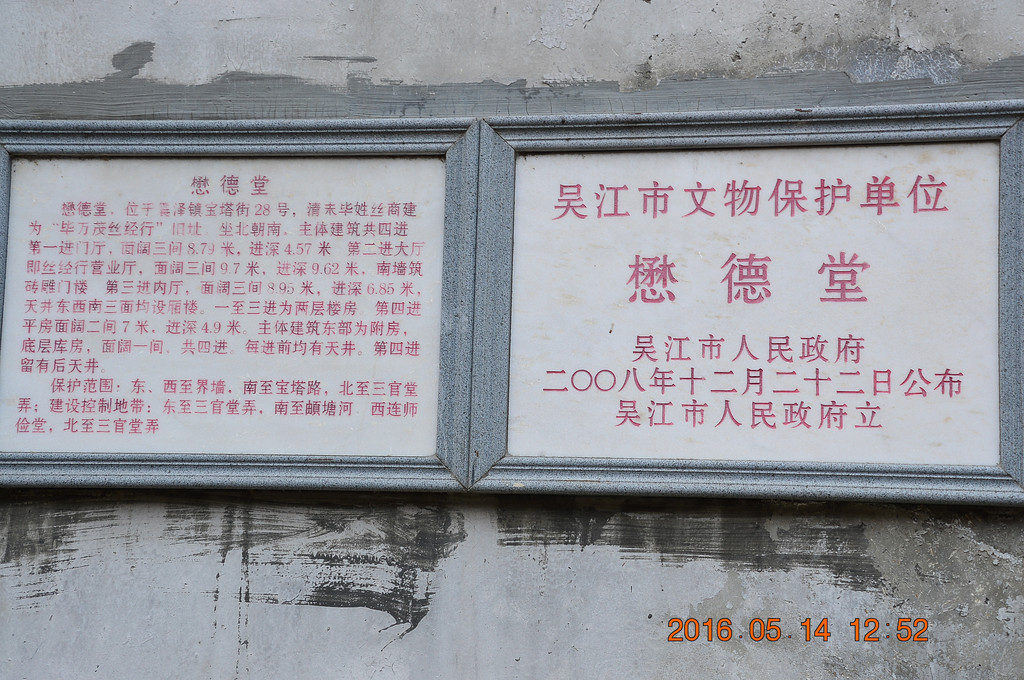 懋德堂
懋德堂，位于震泽镇宝塔街28号，清末毕姓丝商建
为“毕万茂丝经行”旧址，坐北朝南，主体建筑共四进
第一进门厅，面阔三间8.79米，进深4.57米 第二进大厅
即丝经行营业厅，面阔三间9.7米，进深9.62米，南墙筑
砖雕门楼 第三进内厅，面阔三间8.95米，进深6.85米，
天井东西南三面均设厢楼。一至三进为两层楼房 第四进
平房面阔二间7米，进深4.9米。主体建筑东部为附房，
底层库房，面阔一间。共四进。每进前均有天井。第四进
留有后天井。
保护范围：东、西至界墙，南至宝塔路，北至三官堂
弄；建设控制地带：东至三官堂弄，南至頔塘河 西连师
俭堂，北至三官堂弄
吴江市文物保护单位
懋德堂
吴江市人民政府
二〇〇八年十二月二十二日公布
吴江市人民政府立
2016 05 14 12:52